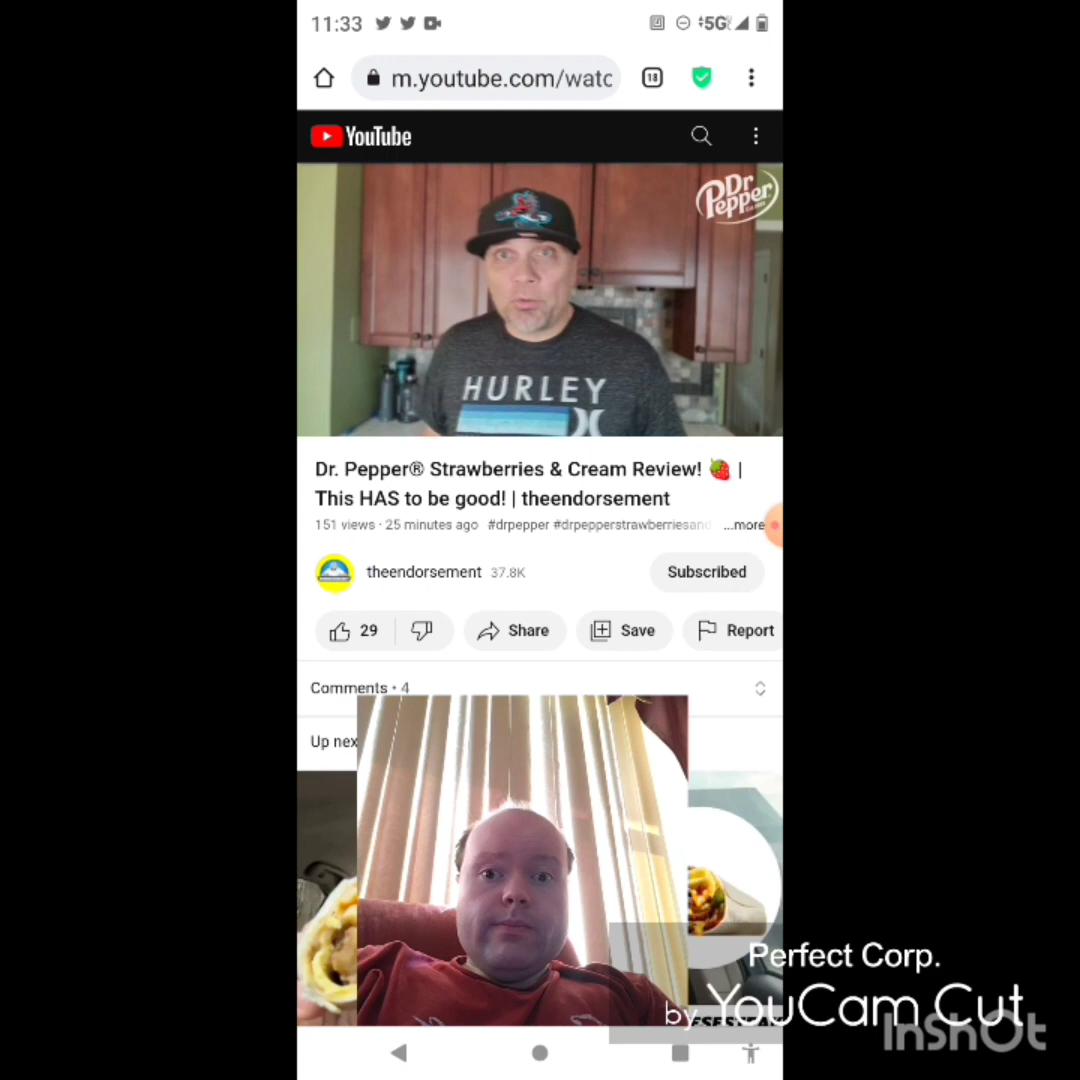 11:33
5G
m.youtube.com/watc
18
YouTube
Dr
Pepper
HURLEY
Dr. Pepper® Strawberries & Cream Review! 🍓 |
This HAS to be good! | theendorsement
151 views · 25 minutes ago #drpepper #drpepperstrawberriesand ...more
theendorsement 37.8K
Subscribed
29
Share
Save
Report
Comments • 4
Up nex
Perfect Corp.
by YouCam Cut
InShOt